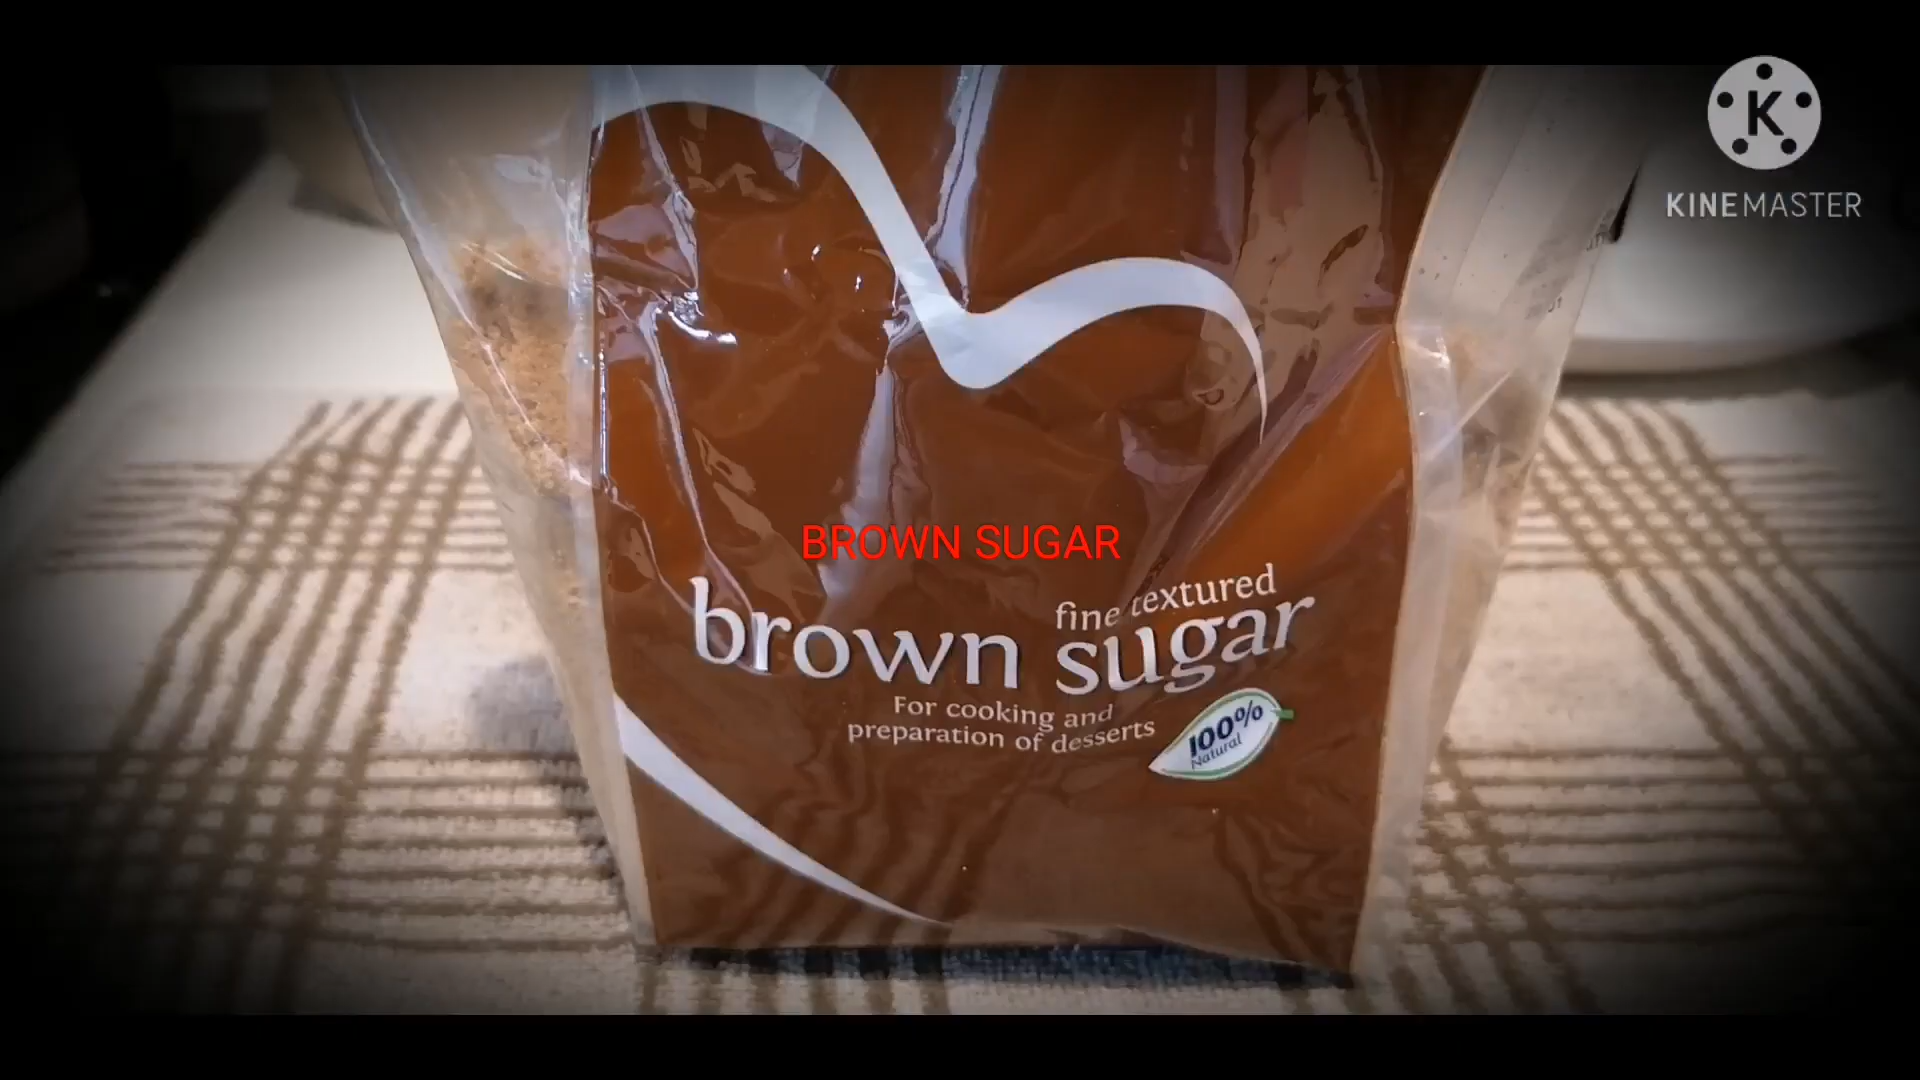 K
KINEMASTER
BROWN SUGAR
fine textured
brown sugar
For cooking and
preparation of desserts
100%
Natural